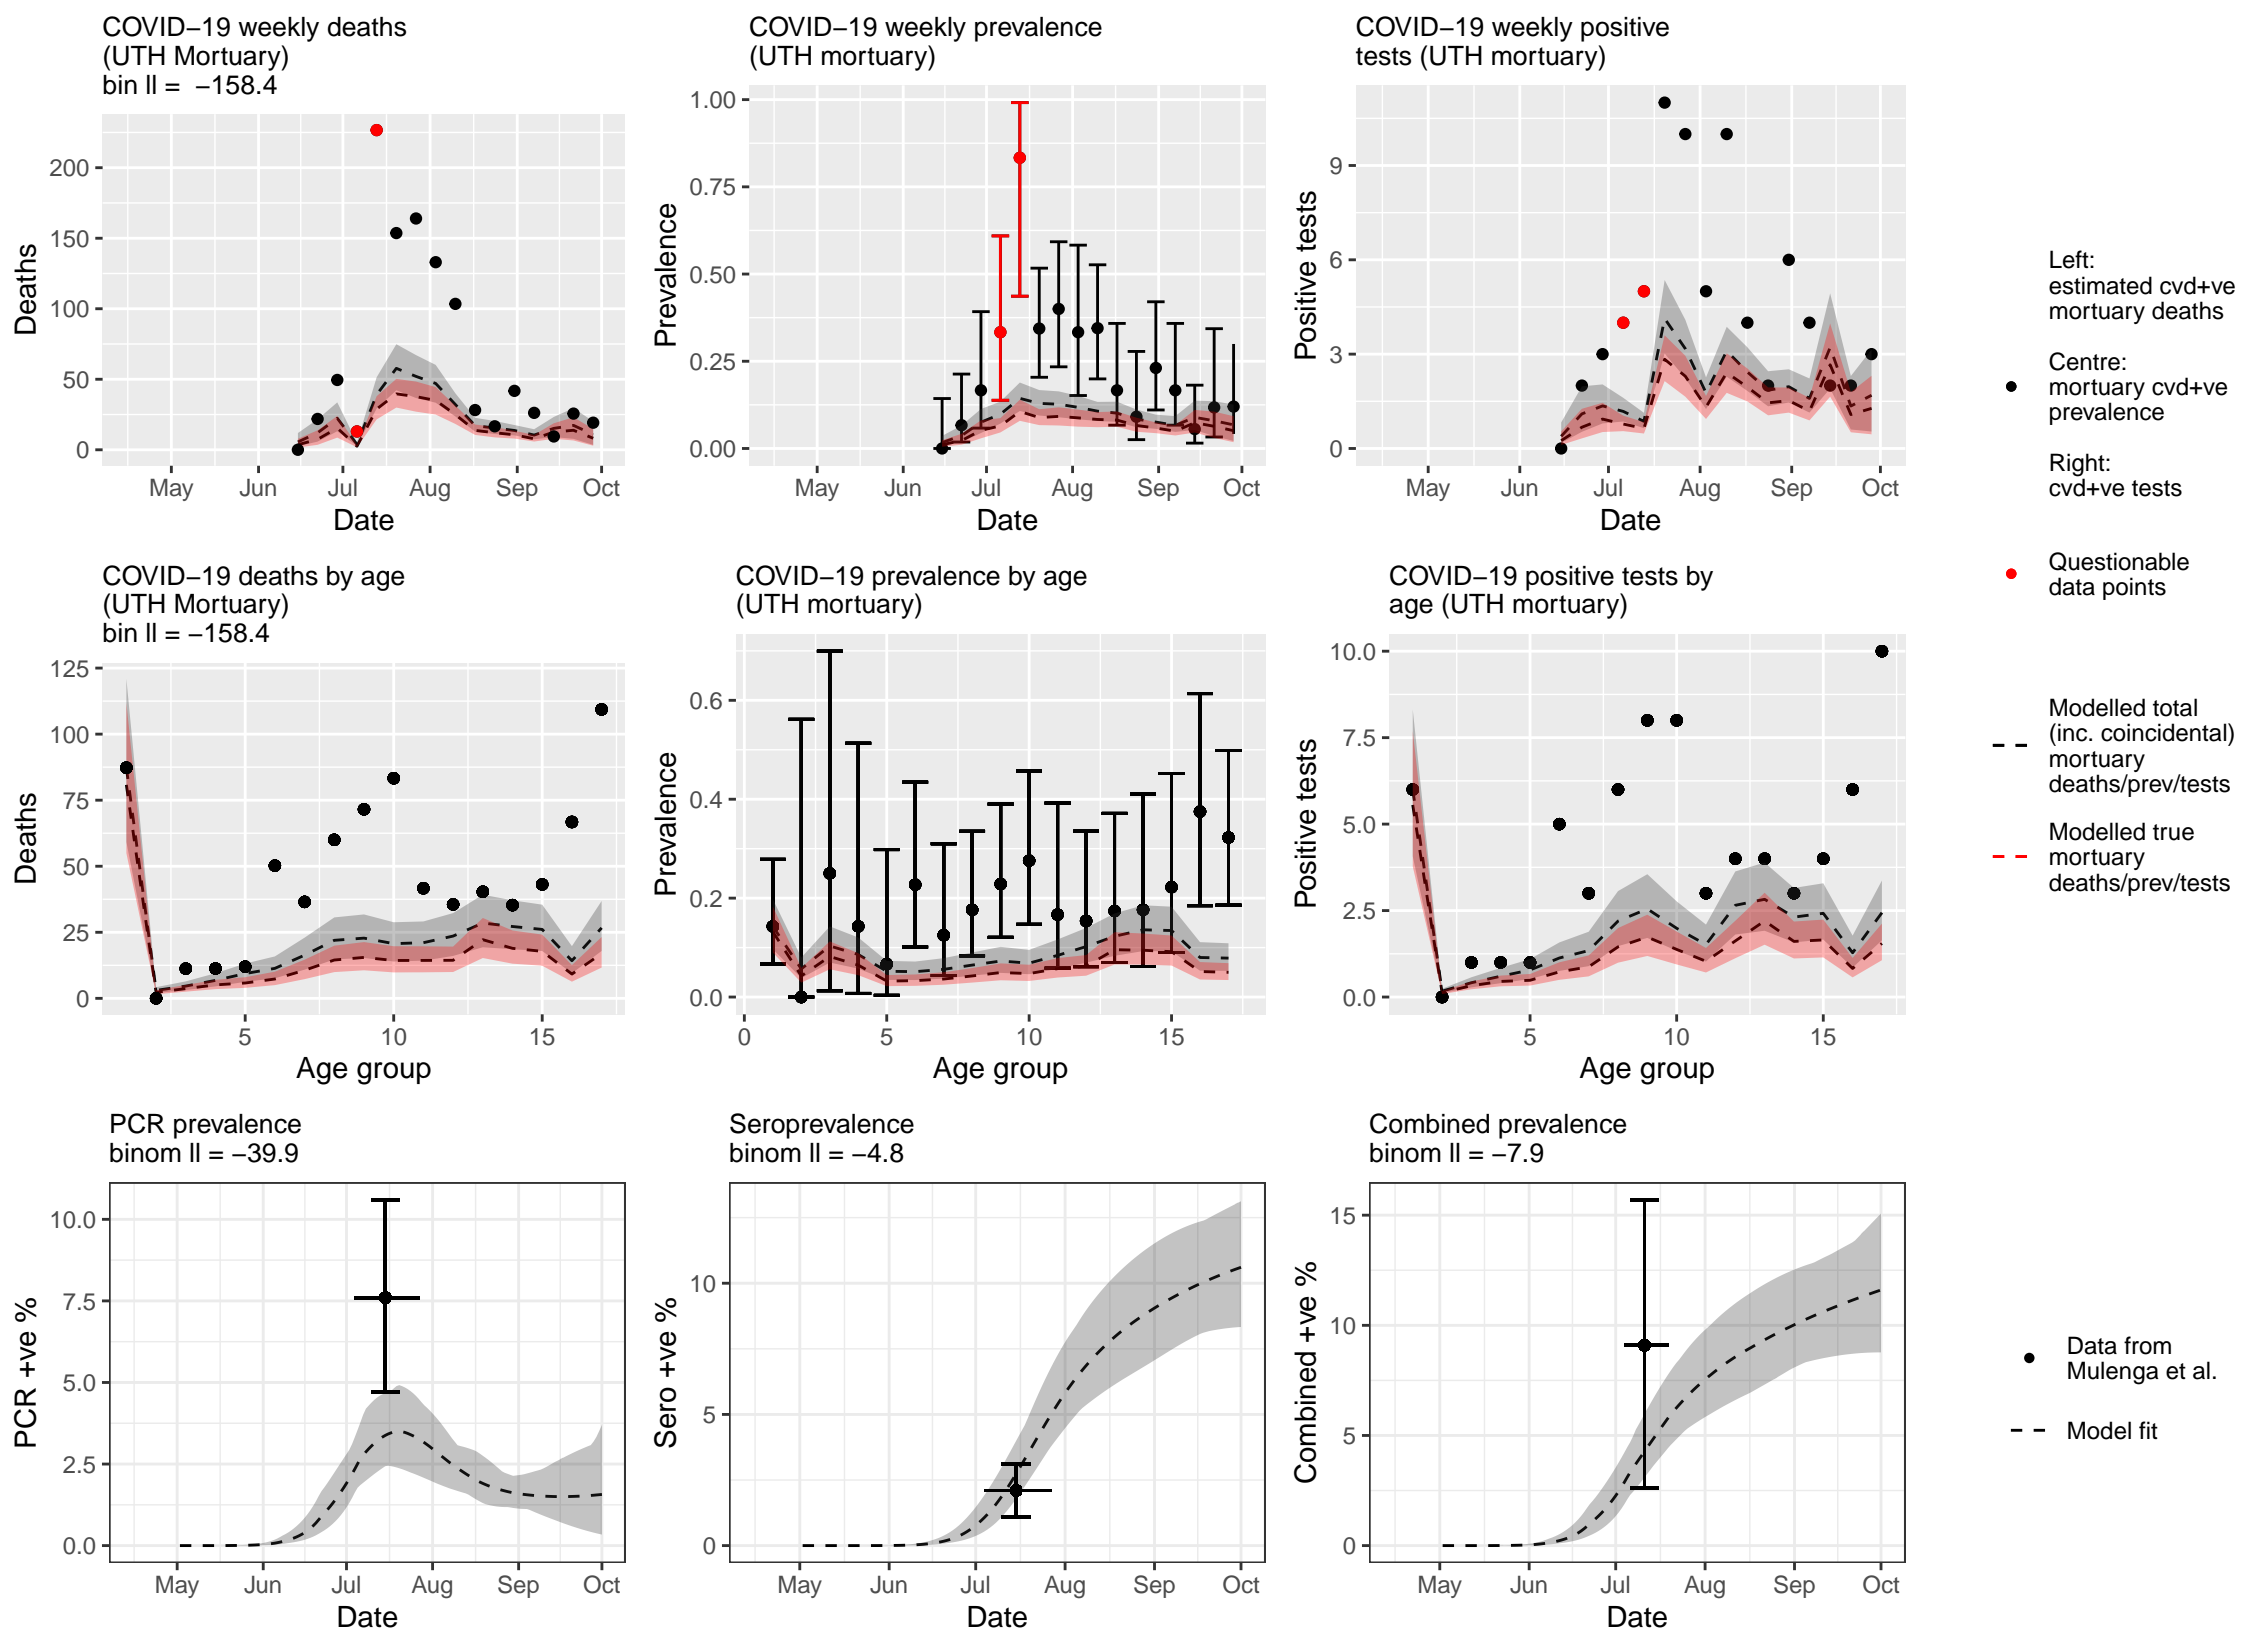 COVID−19 weekly deaths
(UTH Mortuary)
bin ll =  −158.4
Deaths
200
150
100
50
0
May Jun Jul Aug Sep Oct
Date
COVID−19 weekly prevalence
(UTH mortuary)
Prevalence
1.00
0.75
0.50
0.25
0.00
May Jun Jul Aug Sep Oct
Date
COVID−19 weekly positive
tests (UTH mortuary)
Positive tests
9
6
3
0
May Jun Jul Aug Sep Oct
Date
Left:
estimated cvd+ve
mortuary deaths
Centre:
mortuary cvd+ve
prevalence
Right:
cvd+ve tests
Questionable
data points
Modelled total
(inc. coincidental)
mortuary
deaths/prev/tests
Modelled true
mortuary
deaths/prev/tests
COVID−19 deaths by age
(UTH Mortuary)
bin ll = −158.4
Deaths
125
100
75
50
25
0
5 10 15
Age group
COVID−19 prevalence by age
(UTH mortuary)
Prevalence
0.6
0.4
0.2
0.0
0 5 10 15
Age group
COVID−19 positive tests by
age (UTH mortuary)
Positive tests
10.0
7.5
5.0
2.5
0.0
5 10 15
Age group
PCR prevalence
binom ll = −39.9
PCR +ve %
10.0
7.5
5.0
2.5
0.0
May Jun Jul Aug Sep Oct
Date
Seroprevalence
binom ll = −4.8
Sero +ve %
10
5
0
May Jun Jul Aug Sep Oct
Date
Combined prevalence
binom ll = −7.9
Combined +ve %
15
10
5
0
May Jun Jul Aug Sep Oct
Date
Data from
Mulenga et al.
Model fit